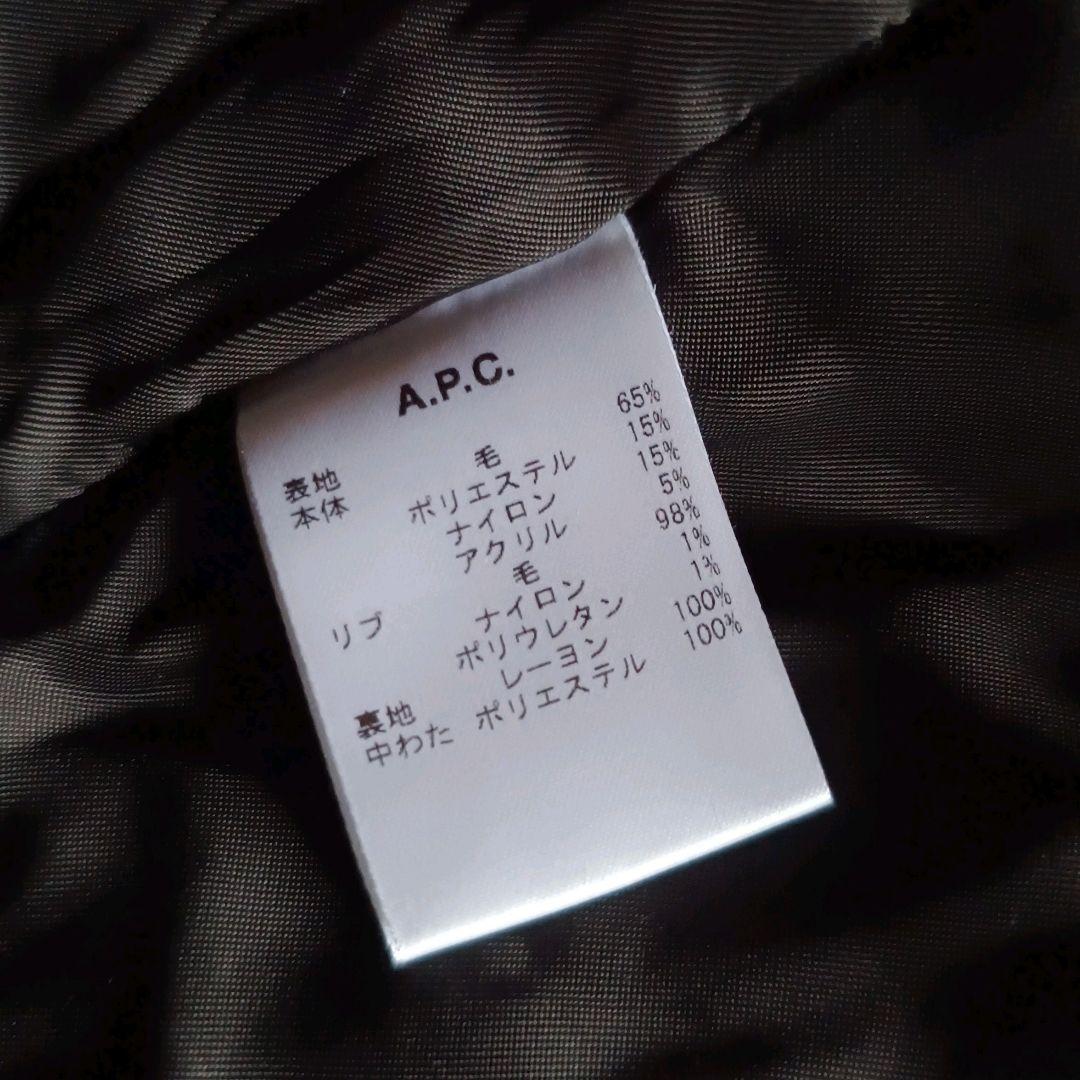 A.P.C.
表地 毛 65%
本体 ポリエステル 15%
ナイロン 15%
アクリル 5%
リブ 毛 98%
ナイロン 1%
ポリウレタン 1%
裏地 レーヨン 100%
中わた ポリエステル 100%